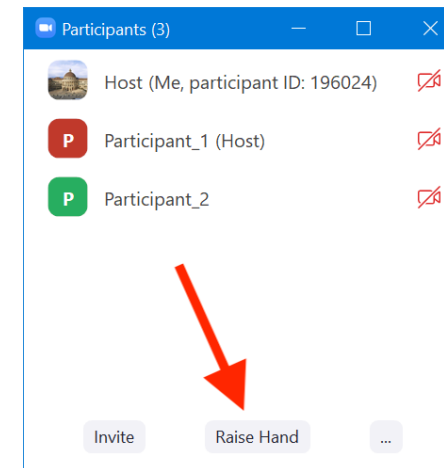 Participants (3)
Host (Me, participant ID: 196024)
P
Participant_1 (Host)
P
Participant_2
Invite
Raise Hand
...